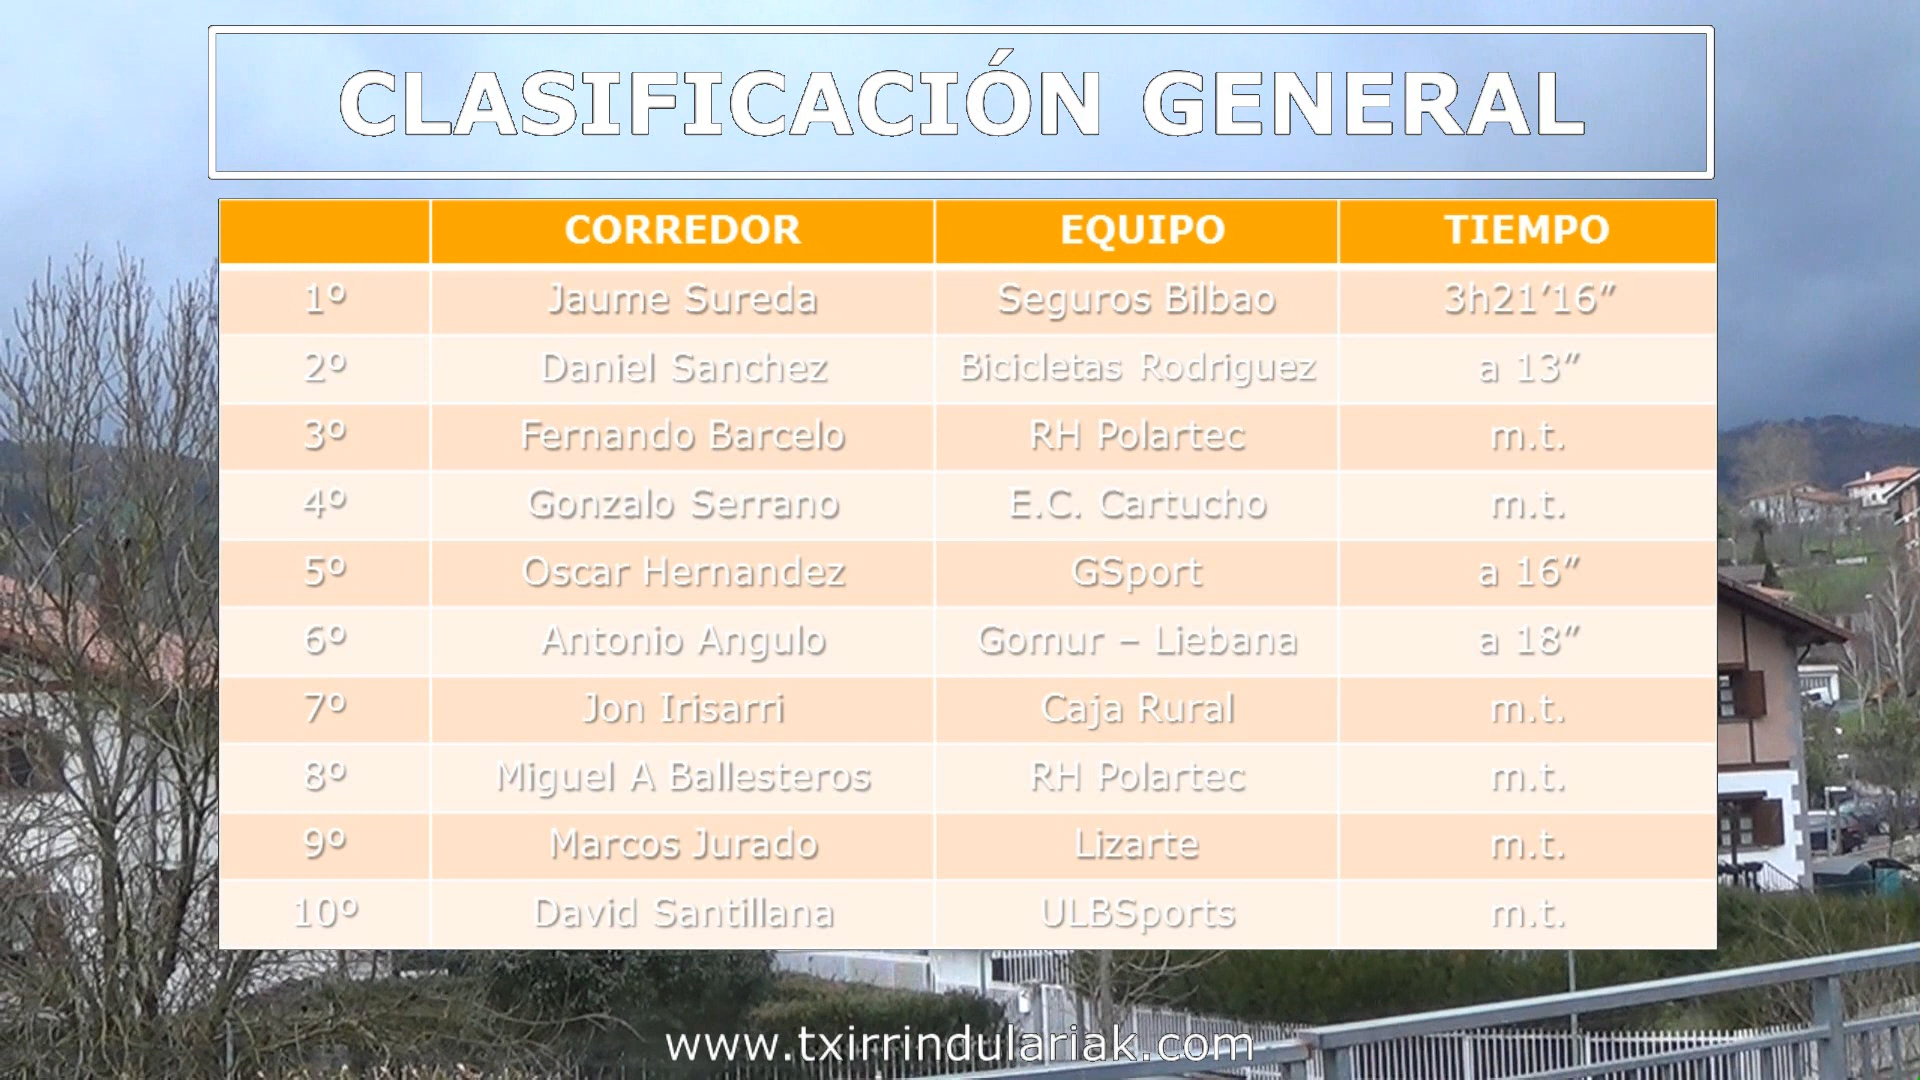 CLASIFICACIÓN GENERAL
CORREDOR EQUIPO TIEMPO
1º Jaume Sureda Seguros Bilbao 3h21’16”
2º Daniel Sanchez Bicicletas Rodriguez a 13”
3º Fernando Barcelo RH Polartec m.t.
4º Gonzalo Serrano E.C. Cartucho m.t.
5º Oscar Hernandez GSport a 16”
6º Antonio Angulo Gomur – Liebana a 18”
7º Jon Irisarri Caja Rural m.t.
8º Miguel A Ballesteros RH Polartec m.t.
9º Marcos Jurado Lizarte m.t.
10º David Santillana ULBSports m.t.
www.txirrindulariak.com